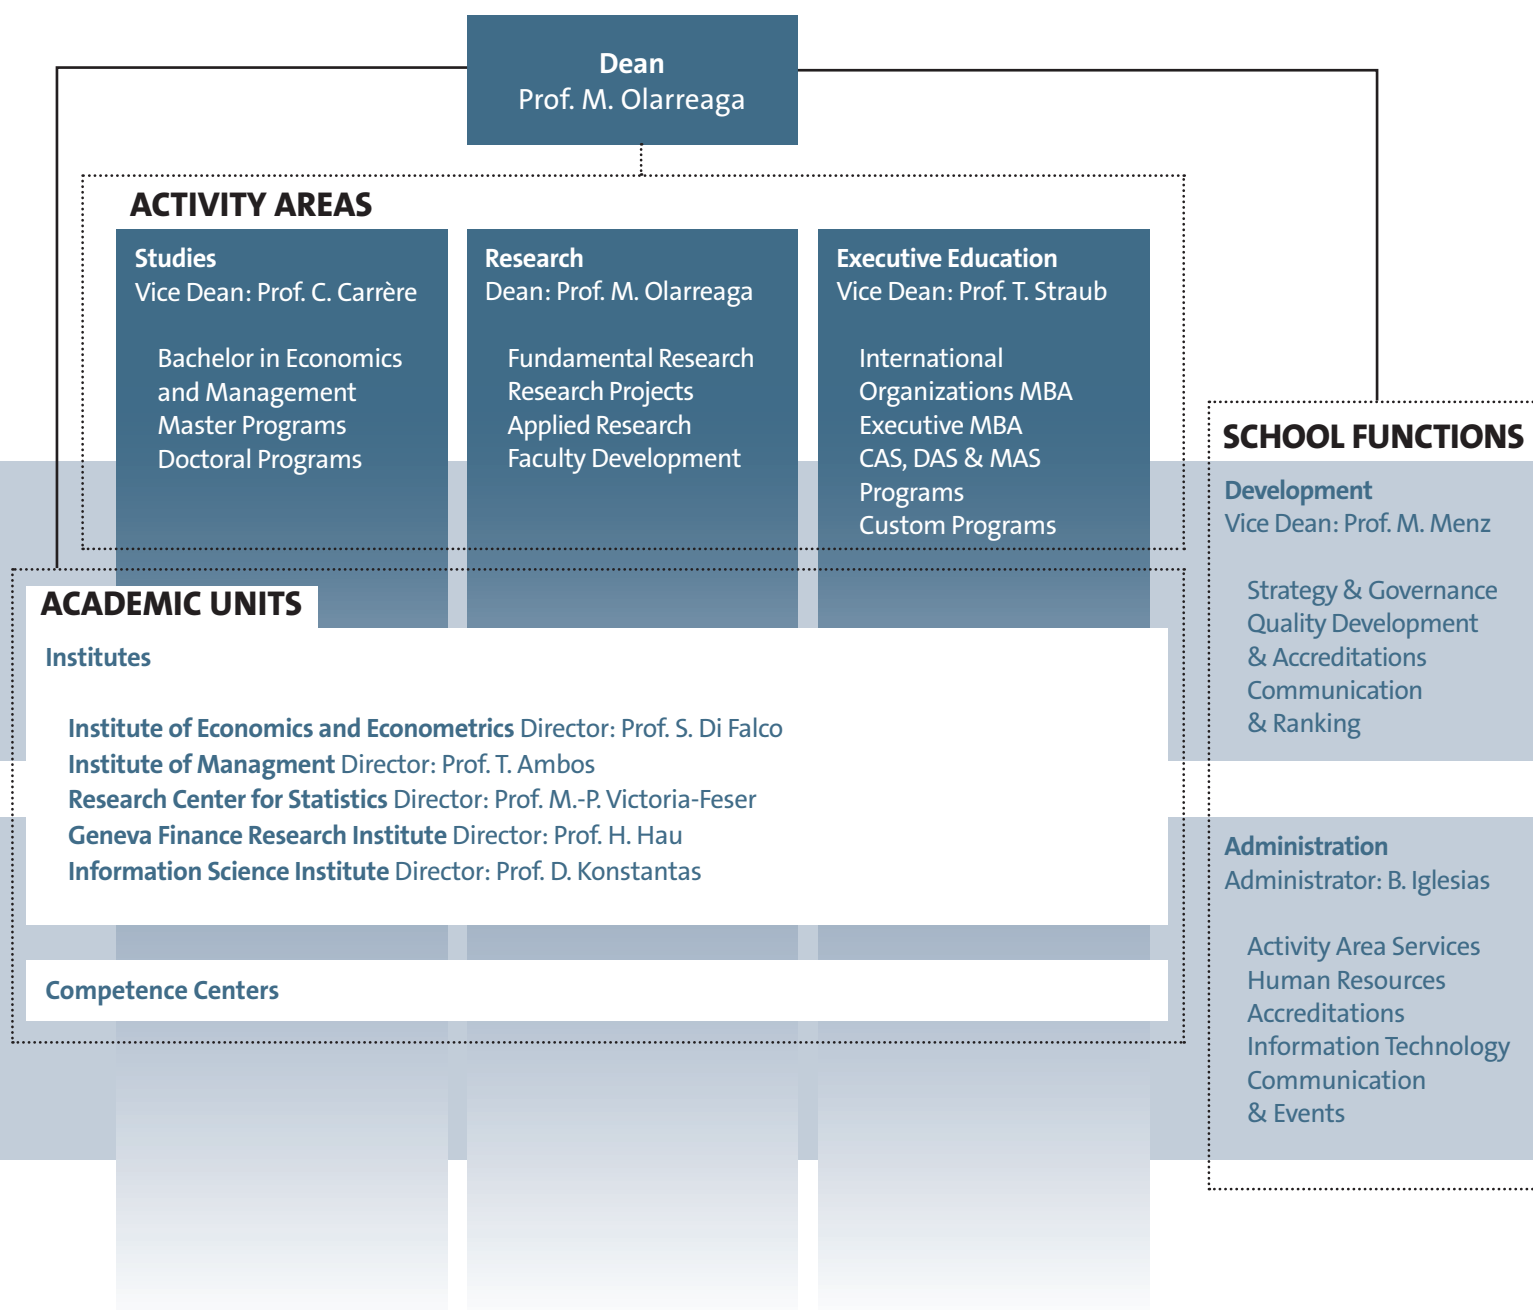 Dean
Prof. M. Olarreaga
ACTIVITY AREAS
Studies
Vice Dean: Prof. C. Carrère
Bachelor in Economics
and Management
Master Programs
Doctoral Programs
Research
Dean: Prof. M. Olarreaga
Fundamental Research
Research Projects
Applied Research
Faculty Development
Executive Education
Vice Dean: Prof. T. Straub
International
Organizations MBA
Executive MBA
CAS, DAS & MAS
Programs
Custom Programs
SCHOOL FUNCTIONS
Development
Vice Dean: Prof. M. Menz
Strategy & Governance
Quality Development
& Accreditations
Communication
& Ranking
Administration
Administrator: B. Iglesias
Activity Area Services
Human Resources
Accreditations
Information Technology
Communication
& Events
ACADEMIC UNITS
Institutes
Institute of Economics and Econometrics Director: Prof. S. Di Falco
Institute of Managment Director: Prof. T. Ambos
Research Center for Statistics Director: Prof. M.-P. Victoria-Feser
Geneva Finance Research Institute Director: Prof. H. Hau
Information Science Institute Director: Prof. D. Konstantas
Competence Centers